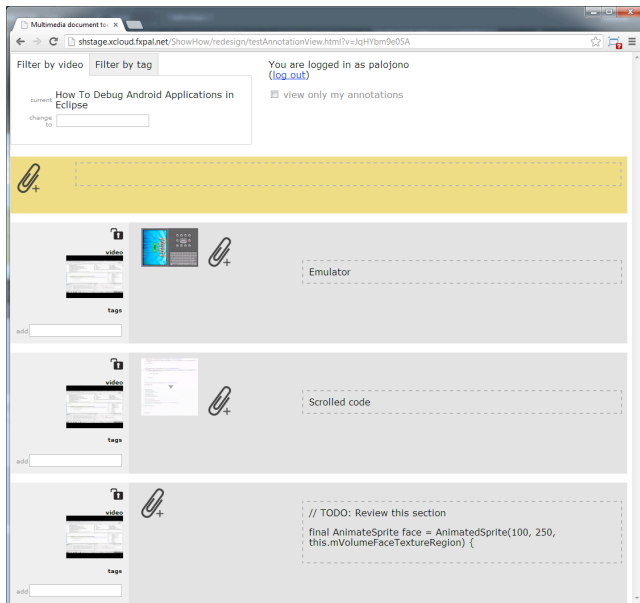 Multimedia document to
shstage.xcloud.fxpal.net/ShowHow/redesign/testAnnotationView.html?v=JqHYbm9e05A
Filter by video
Filter by tag
You are logged in as palojono
(log out)
view only my annotations
current
How To Debug Android Applications in
Eclipse
change
to
video
tags
add
Emulator
video
tags
add
Scrolled code
video
tags
add
// TODO: Review this section
final AnimateSprite face = AnimatedSprite(100, 250,
this.mVolumeFaceTextureRegion) {